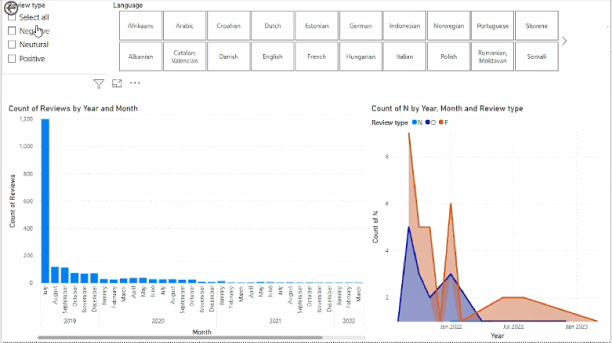 Review type
Select all
Negative
Neutural
Positive
Language
Afrikaans Arabic Croatian Dutch Estonian German Indonesian Norwegian Portuguese Slovene
Albanian Catalan; Valencian Danish English French Hungarian Italian Polish Romanian, Moldavan Somali
Count of Reviews by Year and Month
Count of Reviews
1,200
1,000
800
600
400
200
0
July August September October November December January February March April May June July August September October November December January February March April May June July August September October November December January February March
2019 2020 2021 2022
Month
Count of N by Year, Month and Review type
Review type N O P
Count of N
8
6
4
2
Jan 2022 Jul 2022 Jan 2023
Year